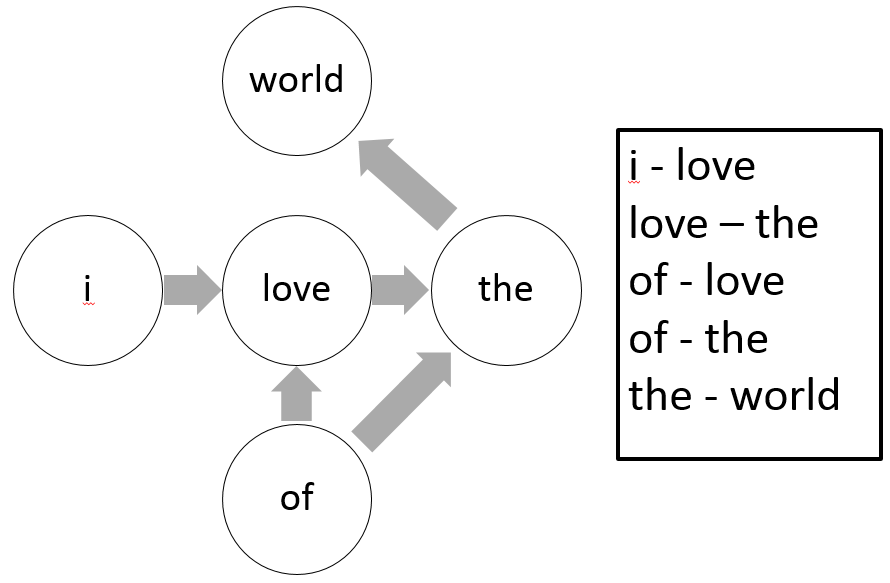 world
i
love
the
of
i - love
love – the
of - love
of - the
the - world